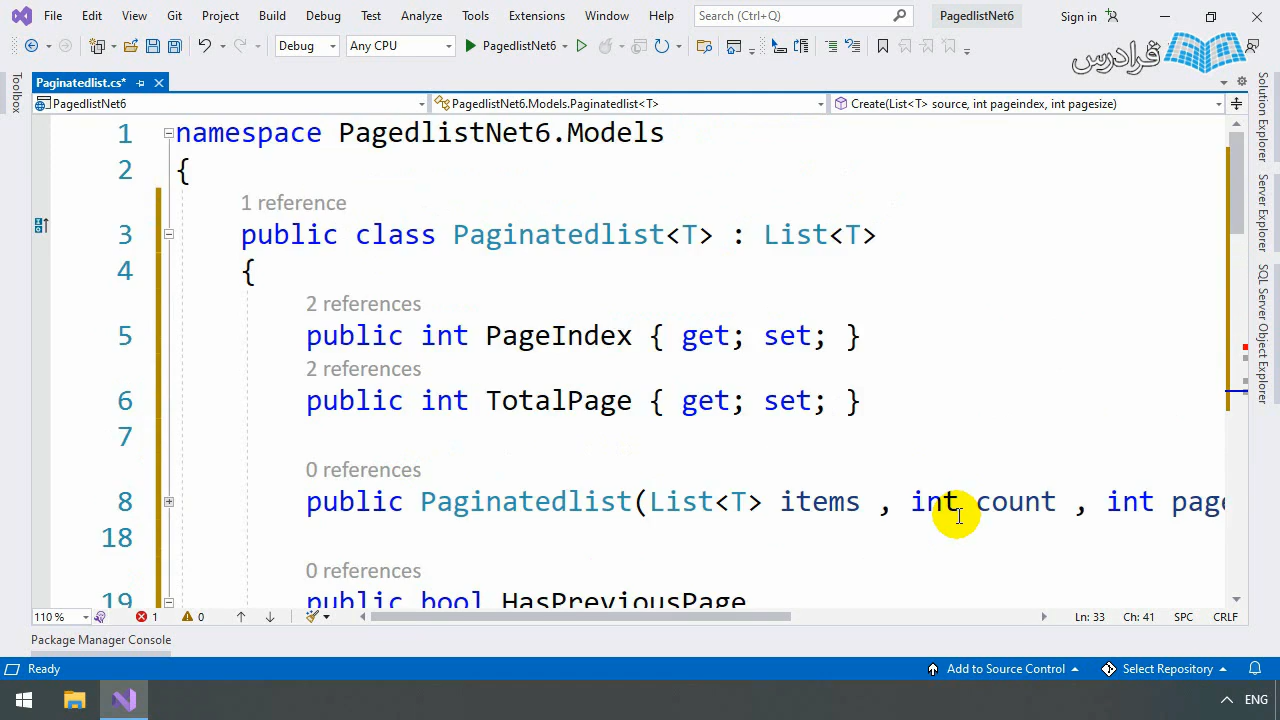 File Edit View Git Project Build Debug Test Analyze Tools Extensions Window Help Search (Ctrl+Q) PagedlistNet6 Sign in
Debug Any CPU PagedlistNet6
فرادرس
Paginatedlist.cs*
PagedlistNet6 PagedlistNet6.Models.Paginatedlist<T> Create(List<T> source, int pageindex, int pagesize)
Toolbox
Solution Explorer
Server Explorer
SQL Server Object Explorer
1 namespace PagedlistNet6.Models
2 {
1 reference
3 public class Paginatedlist<T> : List<T>
4 {
2 references
5 public int PageIndex { get; set; }
2 references
6 public int TotalPage { get; set; }
7
0 references
8 public Paginatedlist(List<T> items , int count , int page
18
0 references
19 public bool HasPreviousPage
110 % 1 0 Ln: 33 Ch: 41 SPC CRLF
Package Manager Console
Ready Add to Source Control Select Repository
ENG